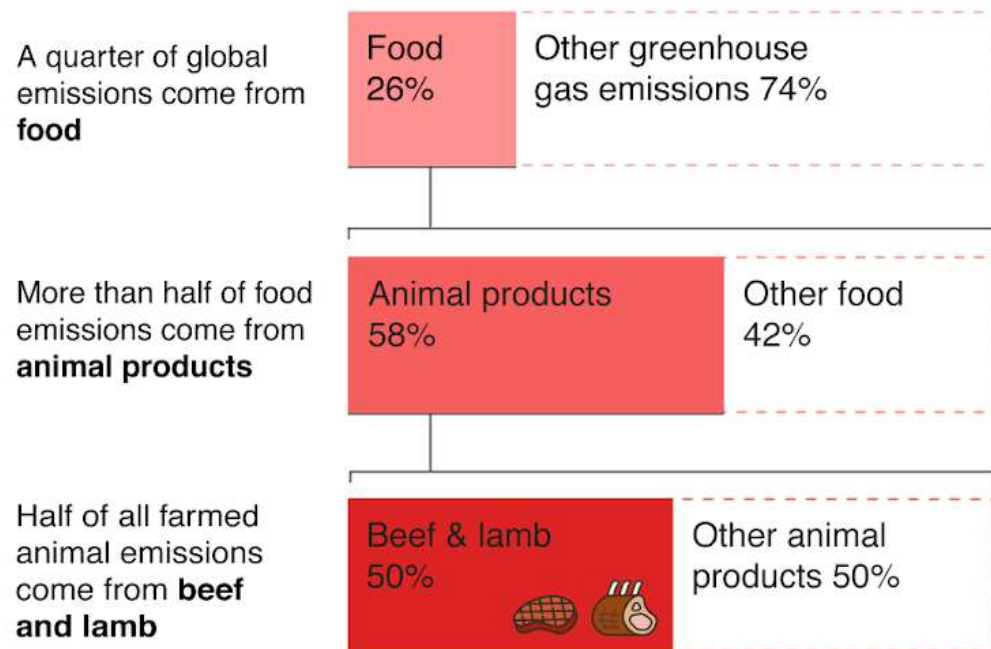 A quarter of global
emissions come from
food
Food
26%
Other greenhouse
gas emissions 74%
More than half of food
emissions come from
animal products
Animal products
58%
Other food
42%
Half of all farmed
animal emissions
come from beef
and lamb
Beef & lamb
50%
Other animal
products 50%